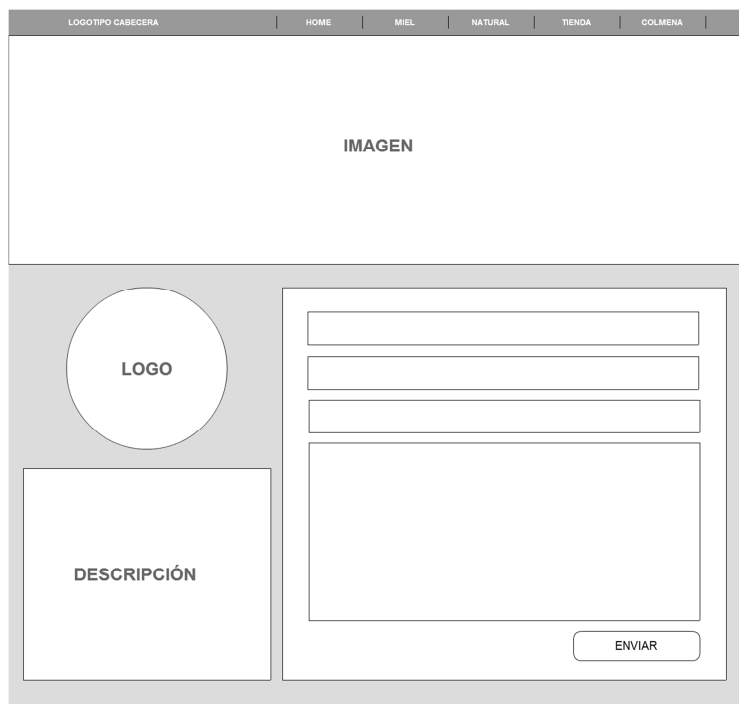 LOGOTIPO CABECERA HOME MIEL NATURAL TIENDA COLMENA
IMAGEN
LOGO
DESCRIPCIÓN
ENVIAR